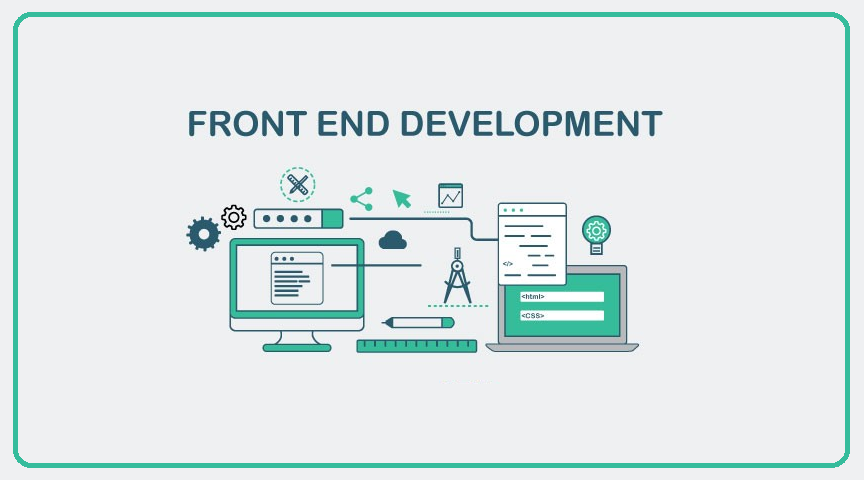 FRONT END DEVELOPMENT
</>
<html>
<CSS>